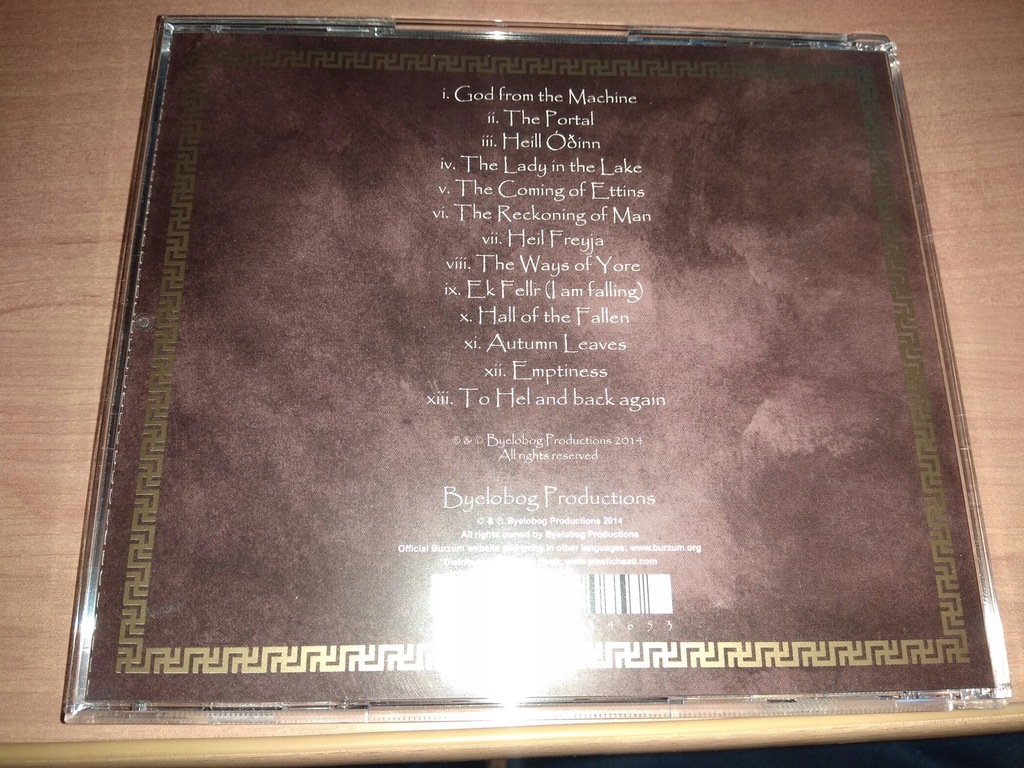 i. God from the Machine
ii. The Portal
iii. Heill Óðinn
iv. The Lady in the Lake
v. The Coming of Ettins
vi. The Reckoning of Man
vii. Heil Freyja
viii. The Ways of Yore
ix. Ek Fellr (I am falling)
x. Hall of the Fallen
xi. Autumn Leaves
xii. Emptiness
xiii. To Hel and back again
℗ & © Byelobog Productions 2014
All rights reserved
Byelobog Productions
© & ℗. Byelobog Productions 2014
All rights owned by Byelobog Productions
Official Burzum website and lyrics in other languages: www.burzum.org
www.plastichead.com
4653